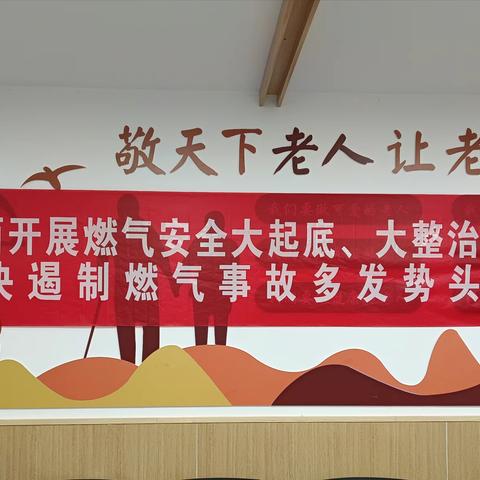 敬天下老人让老
开展燃气安全大起底、大整治
遏制燃气事故多发势头